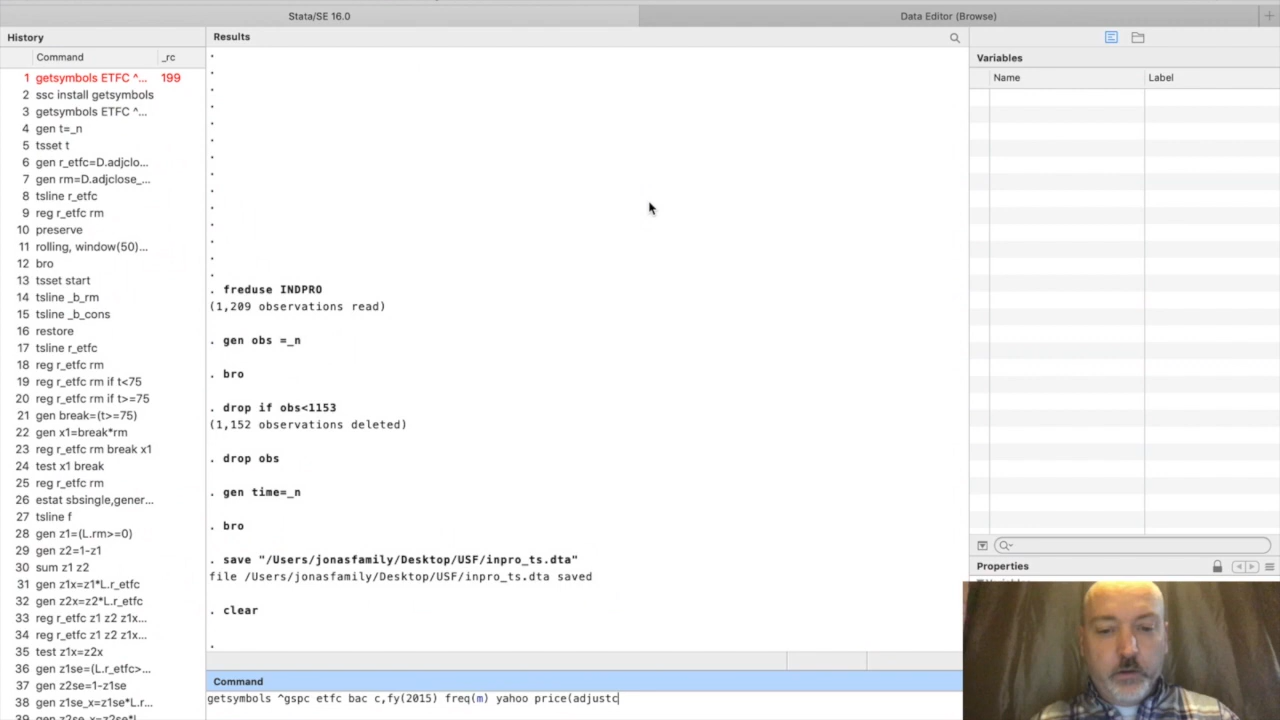 Stata/SE 16.0
Data Editor (Browse)
History
Command _rc
1 getsymbols ETFC ^... 199
2 ssc install getsymbols
3 getsymbols ETFC ^...
4 gen t=_n
5 tsset t
6 gen r_etfc=D.adjclo...
7 gen rm=D.adjclose_...
8 tsline r_etfc
9 reg r_etfc rm
10 preserve
11 rolling, window(50)...
12 bro
13 tsset start
14 tsline _b_rm
15 tsline _b_cons
16 restore
17 tsline r_etfc
18 reg r_etfc rm
19 reg r_etfc rm if t<75
20 reg r_etfc rm if t>=75
21 gen break=(t>=75)
22 gen x1=break*rm
23 reg r_etfc rm break x1
24 test x1 break
25 reg r_etfc rm
26 estat sbsingle,gener...
27 tsline f
28 gen z1=(L.rm>=0)
29 gen z2=1-z1
30 sum z1 z2
31 gen z1x=z1*L.r_etfc
32 gen z2x=z2*L.r_etfc
33 reg r_etfc z1 z2 z1x...
34 reg r_etfc z1 z2 z1x...
35 test z1x=z2x
36 gen z1se=(L.r_etfc>...
37 gen z2se=1-z1se
38 gen z1se_x=z1se*L.r...
39 gen z2se_x=z2se*L...
Results
.
.
.
.
.
.
.
.
.
.
.
.
.
.
. freduse INDPRO
(1,209 observations read)
. gen obs =_n
. bro
. drop if obs<1153
(1,152 observations deleted)
. drop obs
. gen time=_n
. bro
. save "/Users/jonasfamily/Desktop/USF/inpro_ts.dta"
file /Users/jonasfamily/Desktop/USF/inpro_ts.dta saved
. clear
.
Command
getsymbols ^gspc etfc bac c,fy(2015) freq(m) yahoo price(adjustc
Variables
Name Label
Properties